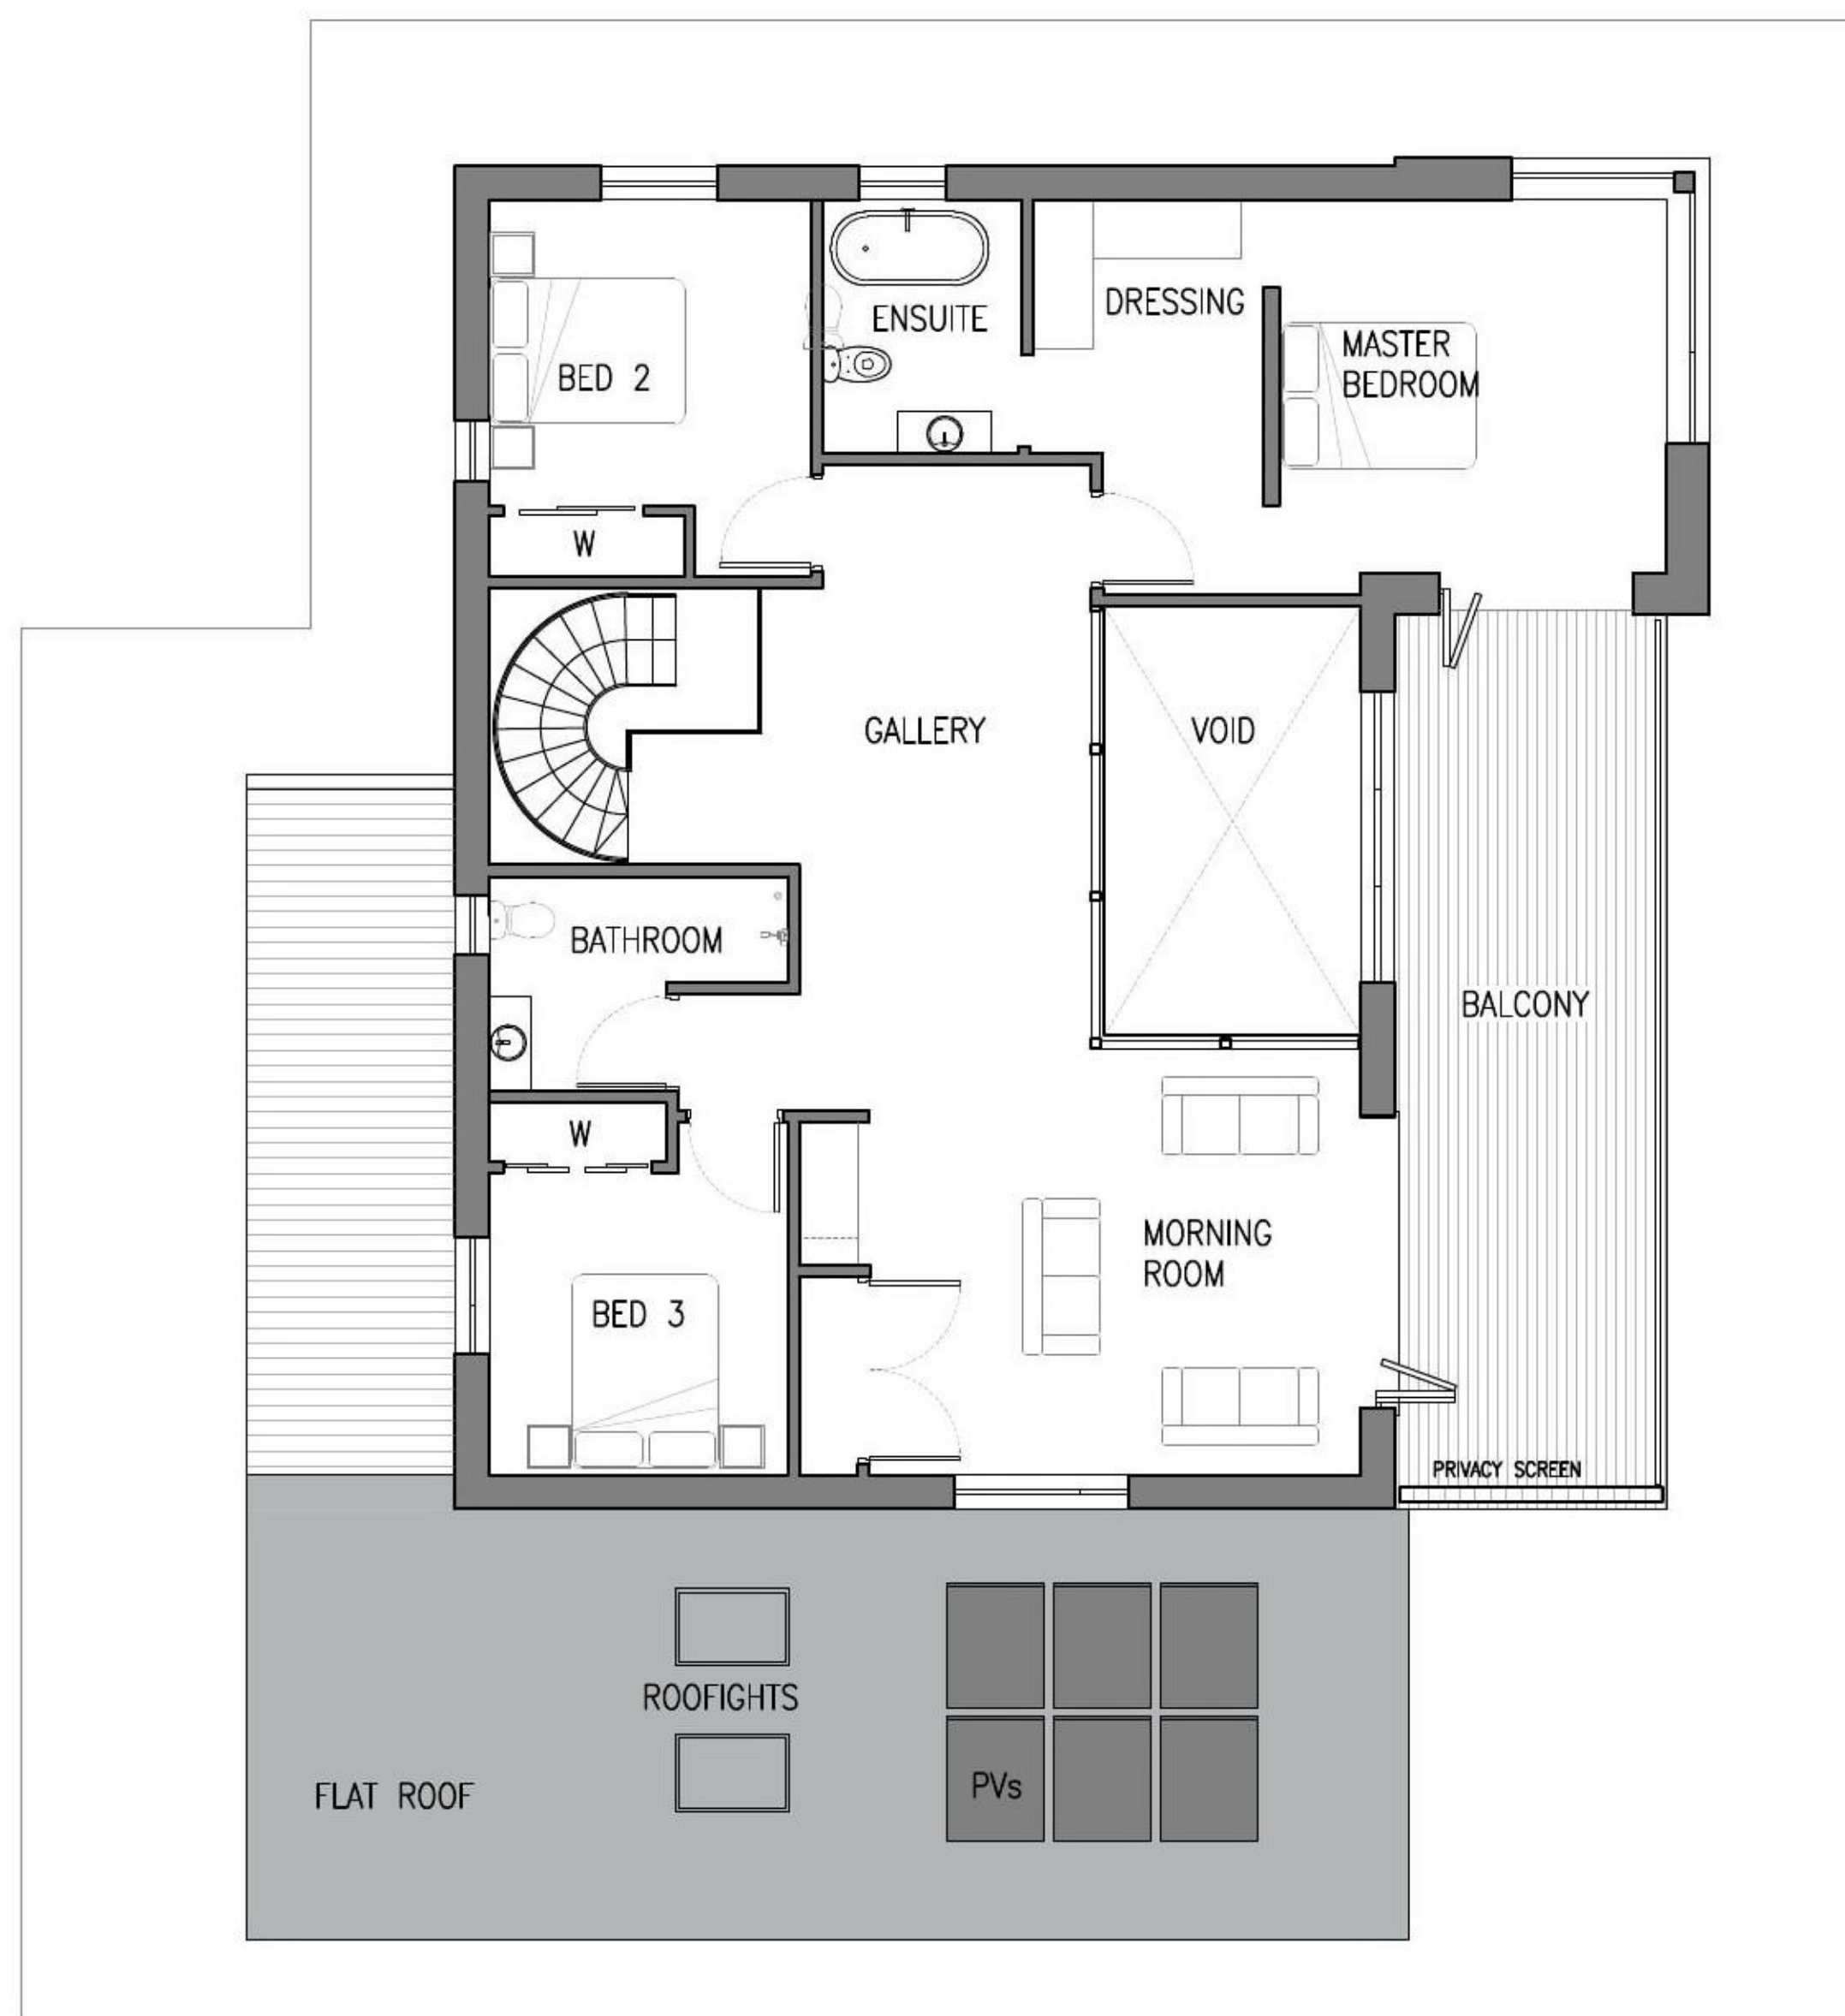 ENSUITE
DRESSING
MASTER
BEDROOM
BED 2
W
GALLERY
VOID
BATHROOM
BALCONY
W
MORNING
ROOM
BED 3
PRIVACY SCREEN
ROOFIGHTS
PVs
FLAT ROOF